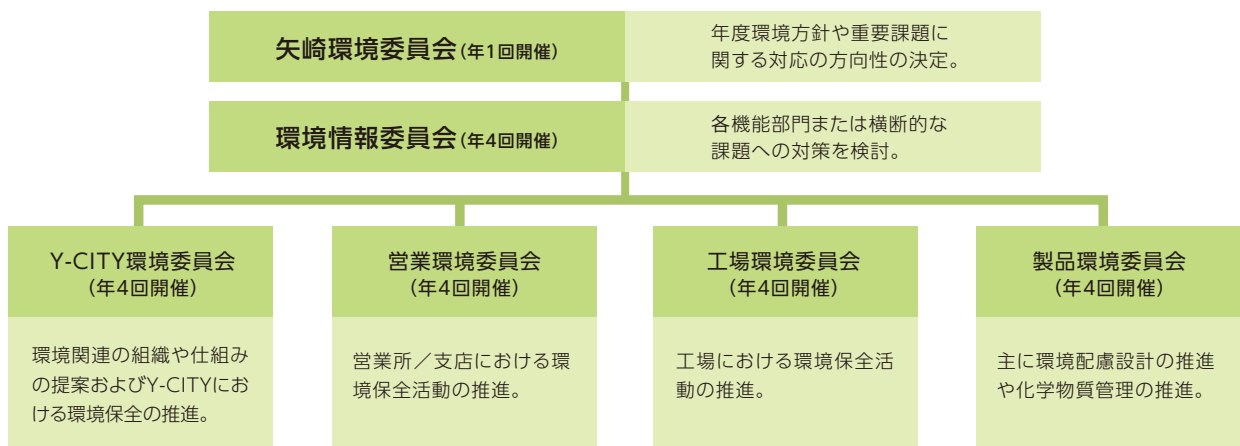 矢崎環境委員会(年1回開催)
年度環境方針や重要課題に
関する対応の方向性の決定。
環境情報委員会(年4回開催)
各機能部門または横断的な
課題への対策を検討。
Y-CITY環境委員会
(年4回開催)
環境関連の組織や仕組み
の提案およびY-CITYにお
ける環境保全の推進。
営業環境委員会
(年4回開催)
営業所／支店における環
境保全活動の推進。
工場環境委員会
(年4回開催)
工場における環境保全活
動の推進。
製品環境委員会
(年4回開催)
主に環境配慮設計の推進
や化学物質管理の推進。